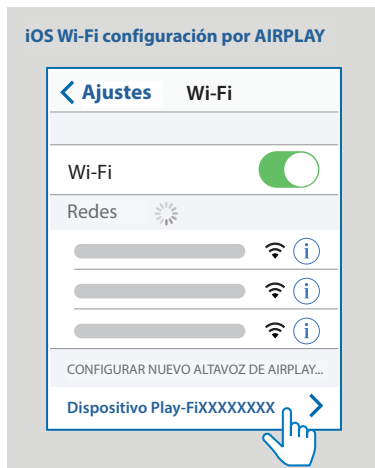 iOS Wi-Fi configuración por AIRPLAY
Ajustes Wi-Fi
Wi-Fi
Redes
CONFIGURAR NUEVO ALTAVOZ DE AIRPLAY...
Dispositivo Play-FiXXXXXXXX